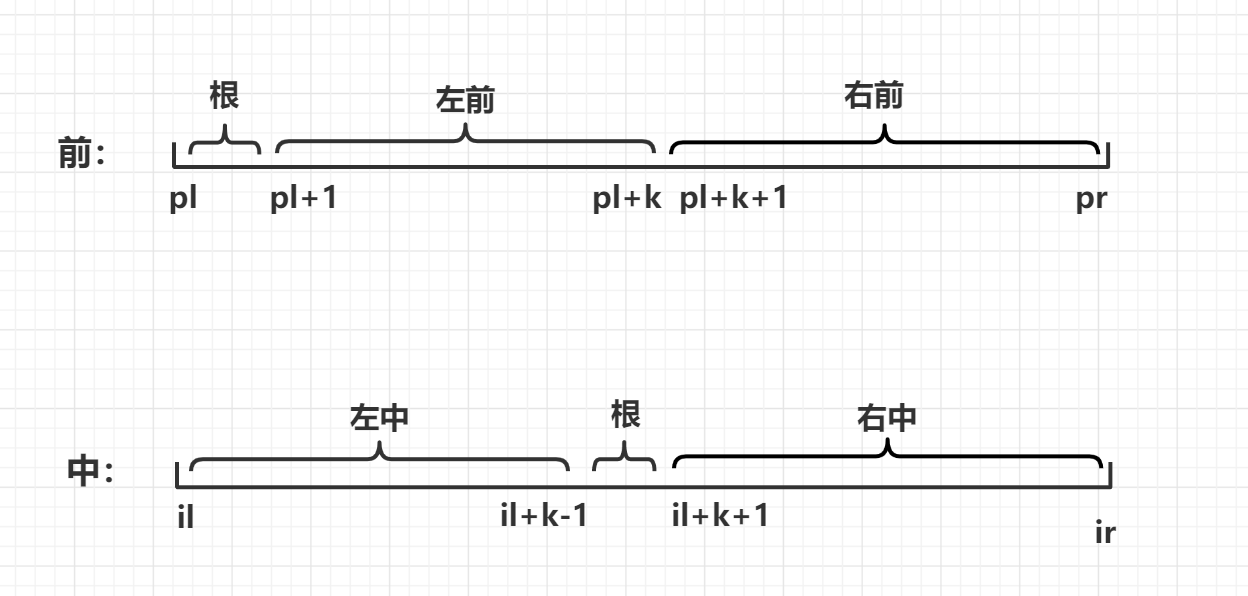 根 左前 右前
前：
pl pl+1 pl+k pl+k+1 pr
左中 根 右中
中：
il il+k-1 il+k+1 ir